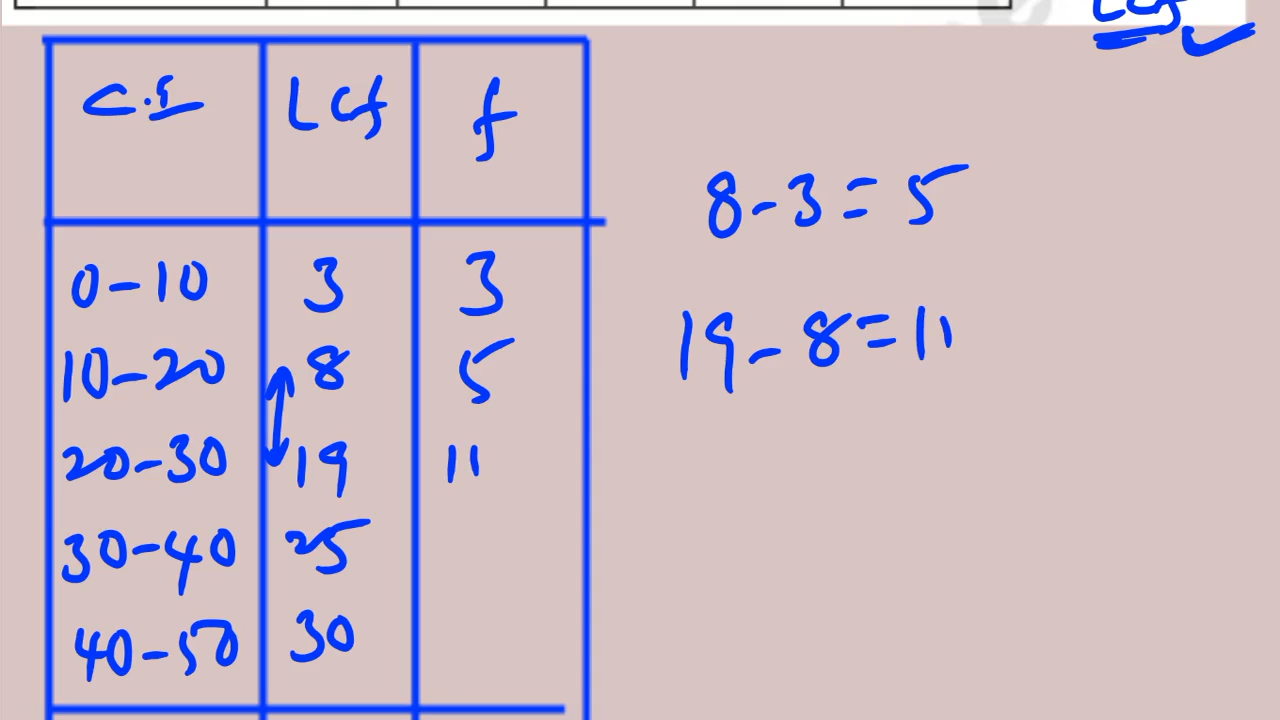 Lcf
C.I Lcf f
8-3=5
0-10 3 3
19-8=11
10-20 8 5
20-30 19 11
30-40 25
40-50 30